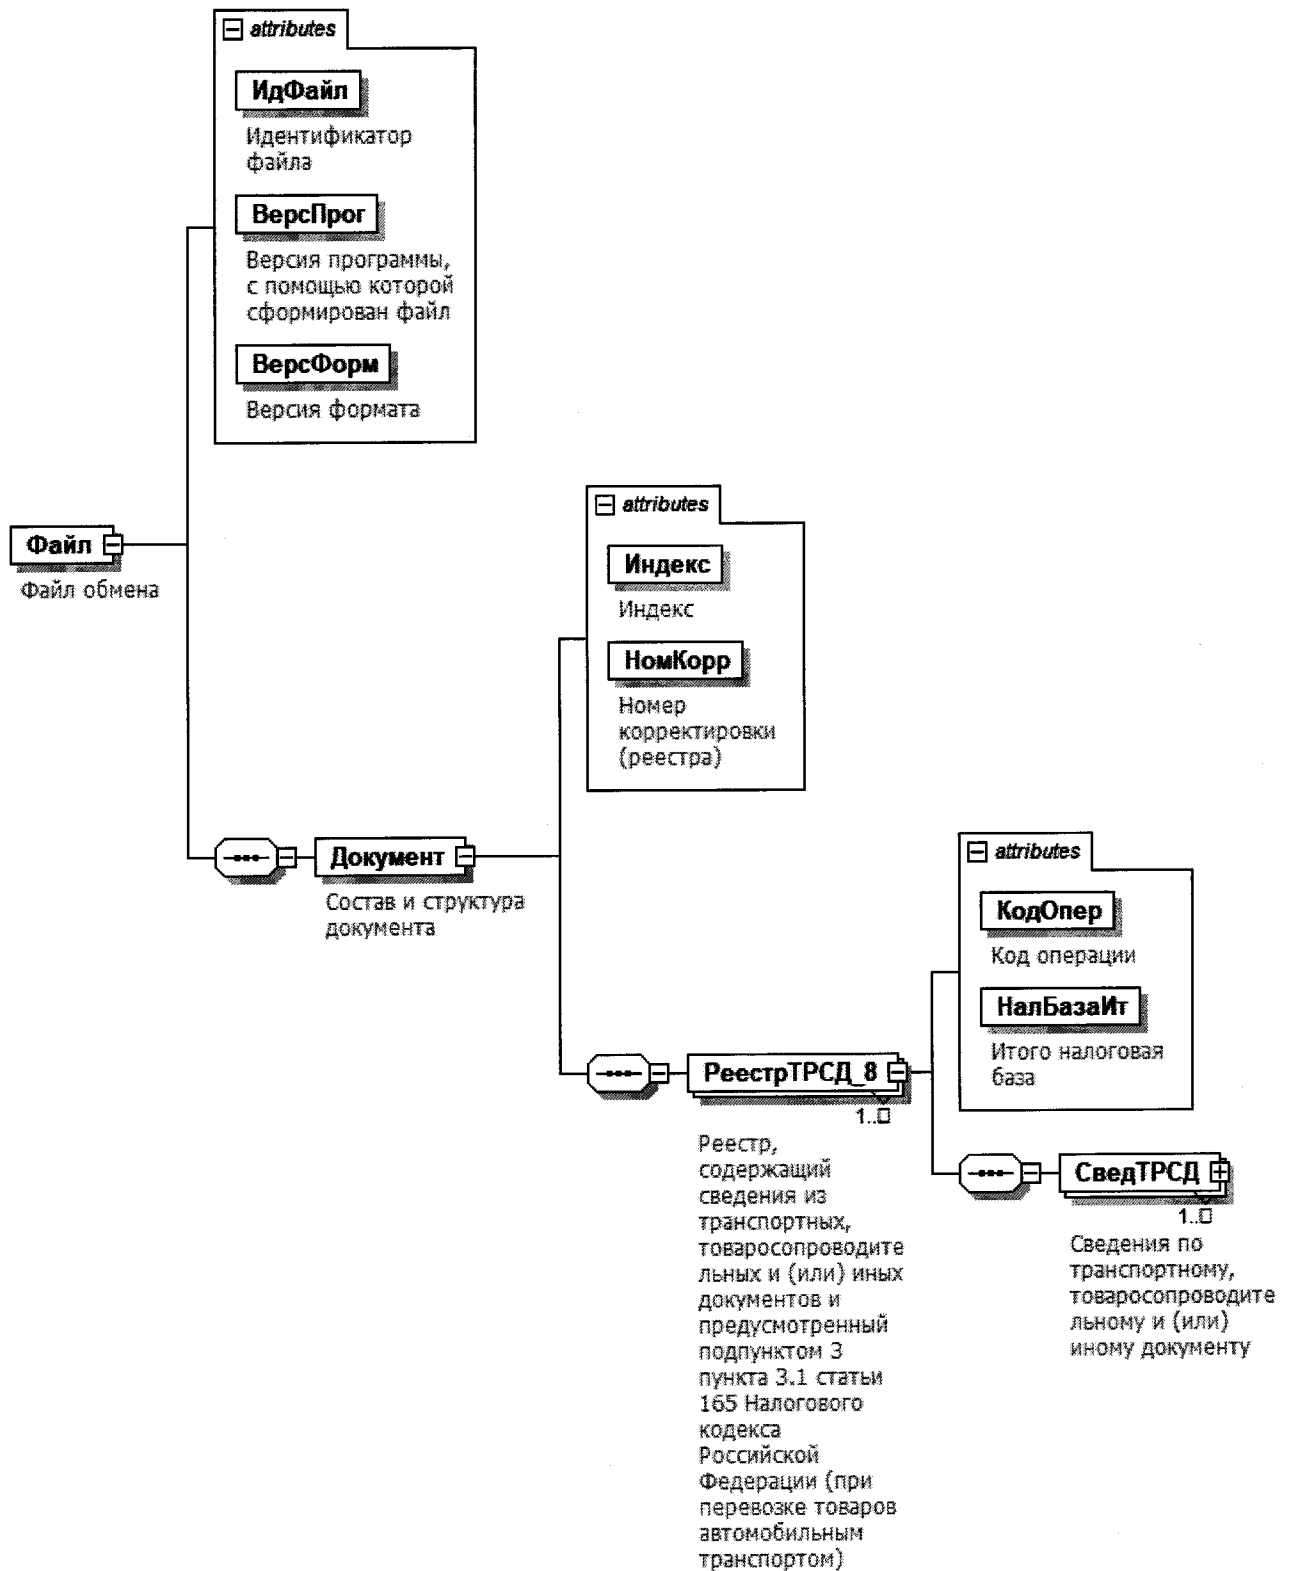 attributes
ИдФайл
Идентификатор
файла
ВерсПрог
Версия программы,
с помощью которой
сформирован файл
ВерсФорм
Версия формата
Файл
Файл обмена
attributes
Индекс
Индекс
НомКорр
Номер
корректировки
(реестра)
Документ
Состав и структура
документа
attributes
КодОпер
Код операции
НалБазаИт
Итого налоговая
база
РеестрТРСД_8
1..□
Реестр,
содержащий
сведения из
транспортных,
товаросопроводите
льных и (или) иных
документов и
предусмотренный
подпунктом 3
пункта 3.1 статьи
165 Налогового
кодекса
Российской
Федерации (при
перевозке товаров
автомобильным
транспортом)
СведТРСД
1..□
Сведения по
транспортному,
товаросопроводите
льному и (или)
иному документу